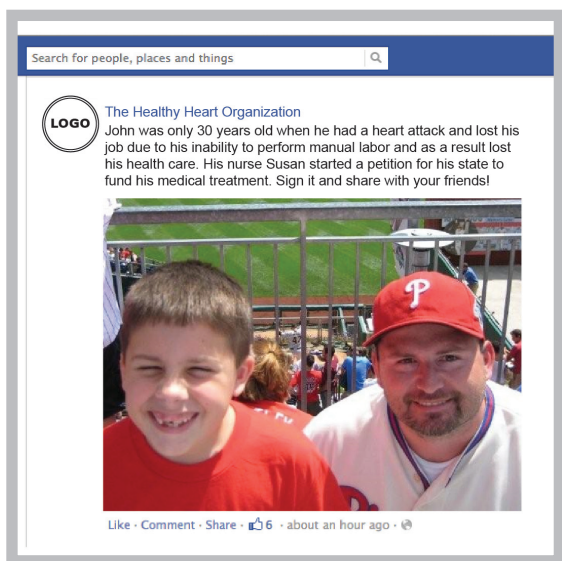 Search for people, places and things
LOGO
The Healthy Heart Organization
John was only 30 years old when he had a heart attack and lost his
job due to his inability to perform manual labor and as a result lost
his health care. His nurse Susan started a petition for his state to
fund his medical treatment. Sign it and share with your friends!
P
Like · Comment · Share · 6 · about an hour ago ·